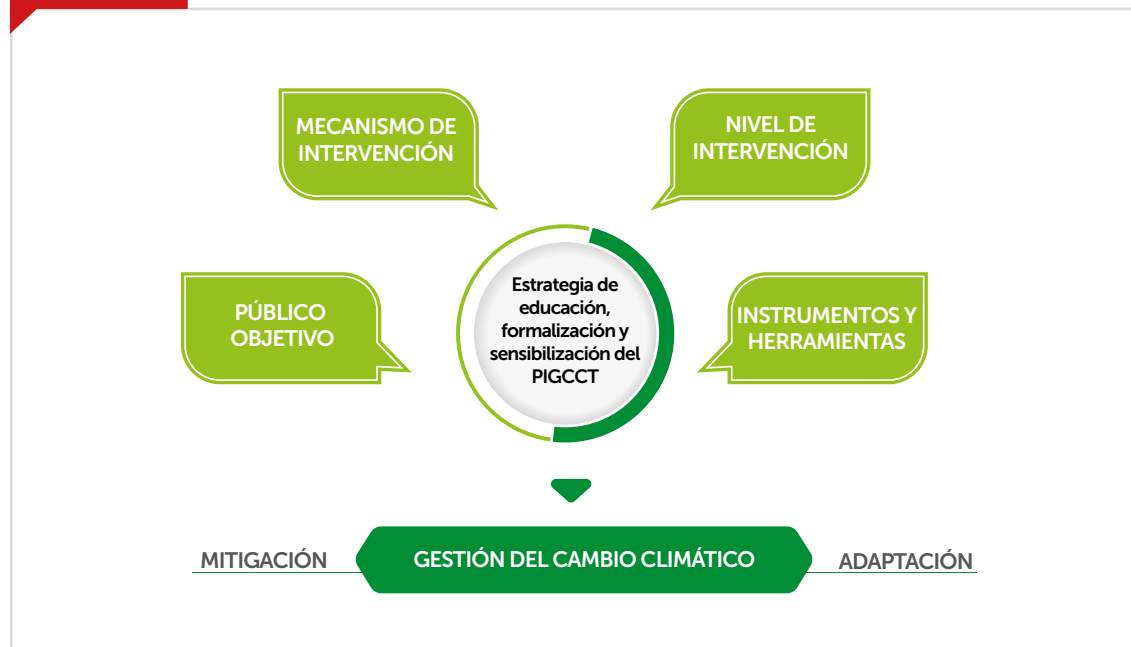 MECANISMO DE
INTERVENCIÓN
NIVEL DE
INTERVENCIÓN
PÚBLICO
OBJETIVO
Estrategia de
educación,
formalización y
sensibilización del
PIGCCT
INSTRUMENTOS Y
HERRAMIENTAS
MITIGACIÓN
GESTIÓN DEL CAMBIO CLIMÁTICO
ADAPTACIÓN